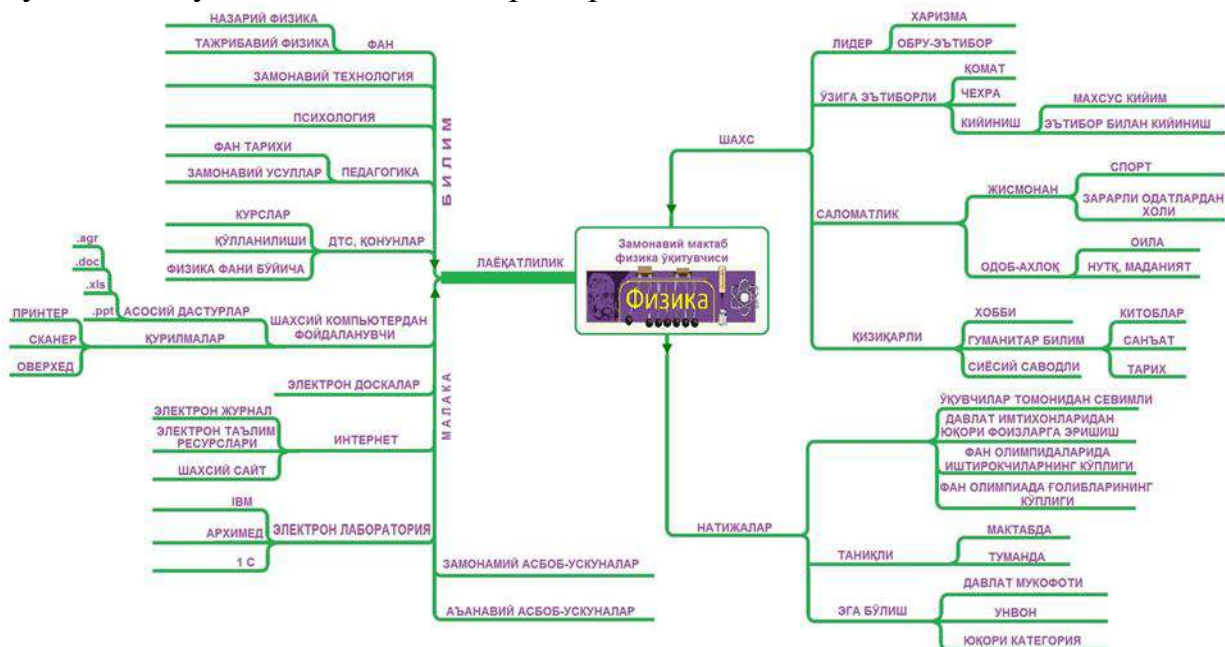 НАЗАРИЙ ФИЗИКА
ТАЖРИБАВИЙ ФИЗИКА
ФАН
ЗАМОНАВИЙ ТЕХНОЛОГИЯ
ПСИХОЛОГИЯ
ФАН ТАРИХИ
ЗАМОНАВИЙ УСУЛЛАР
ПЕДАГОГИКА
КУРСЛАР
ҚЎЛЛАНИЛИШИ
ФИЗИКА ФАНИ БЎЙИЧА
ДТС, ҚОНУНЛАР
БИЛИМ
ЛАЁҚАТЛИЛИК
.agr
.doc
.xls
.ppt
АСОСИЙ ДАСТУРЛАР
ПРИНТЕР
СКАНЕР
ОВЕРХЕД
ҚУРИЛМАЛАР
ШАХСИЙ КОМПЬЮТЕРДАН
ФОЙДАЛАНУВЧИ
ЭЛЕКТРОН ДОСКАЛАР
ЭЛЕКТРОН ЖУРНАЛ
ЭЛЕКТРОН ТАЪЛИМ
РЕСУРСЛАРИ
ШАХСИЙ САЙТ
ИНТЕРНЕТ
IBM
АРХИМЕД
1 С
ЭЛЕКТРОН ЛАБОРАТОРИЯ
МАЛАКА
ЗАМОНАМИЙ АСБОБ-УСКУНАЛАР
АЪАНАВИЙ АСБОБ-УСКУНАЛАР
Замонавий мактаб
физика ўқитувчиси
Физика
ШАХС
ЛИДЕР
ХАРИЗМА
ОБРУ-ЭЪТИБОР
ЎЗИГА ЭЪТИБОРЛИ
ҚОМАТ
ЧЕХРА
КИЙИНИШ
МАХСУС КИЙИМ
ЭЪТИБОР БИЛАН КИЙИНИШ
САЛОМАТЛИК
ЖИСМОНАН
СПОРТ
ЗАРАРЛИ ОДАТЛАРДАН
ХОЛИ
ОДОБ-АХЛОҚ
ОИЛА
НУТҚ, МАДАНИЯТ
ҚИЗИҚАРЛИ
ХОББИ
ГУМАНИТАР БИЛИМ
СИЁСИЙ САВОДЛИ
КИТОБЛАР
САНЪАТ
ТАРИХ
НАТИЖАЛАР
ЎҚУВЧИЛАР ТОМОНИДАН СЕВИМЛИ
ДАВЛАТ ИМТИХОНЛАРИДАН
ЮҚОРИ ФОИЗЛАРГА ЭРИШИШ
ФАН ОЛИМПИДАЛАРИДА
ИШТИРОКЧИЛАРНИНГ КЎПЛИГИ
ФАН ОЛИМПИАДА ҒОЛИБЛАРИНИНГ
КЎПЛИГИ
ТАНИҚЛИ
МАКТАБДА
ТУМАНДА
ЭГА БЎЛИШ
ДАВЛАТ МУКОФОТИ
УНВОН
ЮҚОРИ КАТЕГОРИЯ